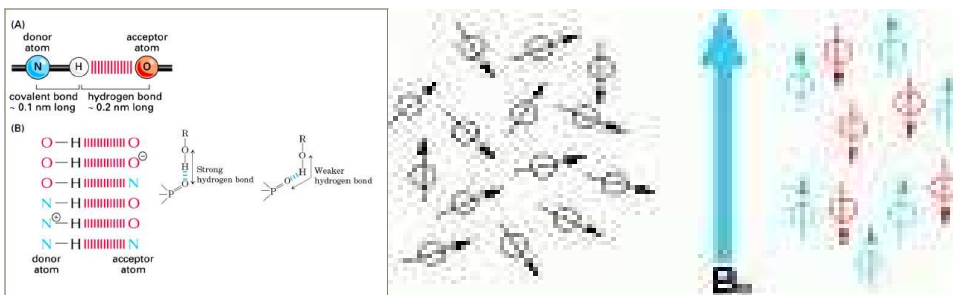 (A)
donor atom
acceptor atom
N H O
covalent bond ~ 0.1 nm long
hydrogen bond ~ 0.2 nm long
(B)
O – H O
O – H O⊖
O – H N
N – H O
N⊕ – H O
N – H N
donor atom
acceptor atom
R
O
H
O
P
Strong hydrogen bond
R
O
H
O
P
Weaker hydrogen bond
B